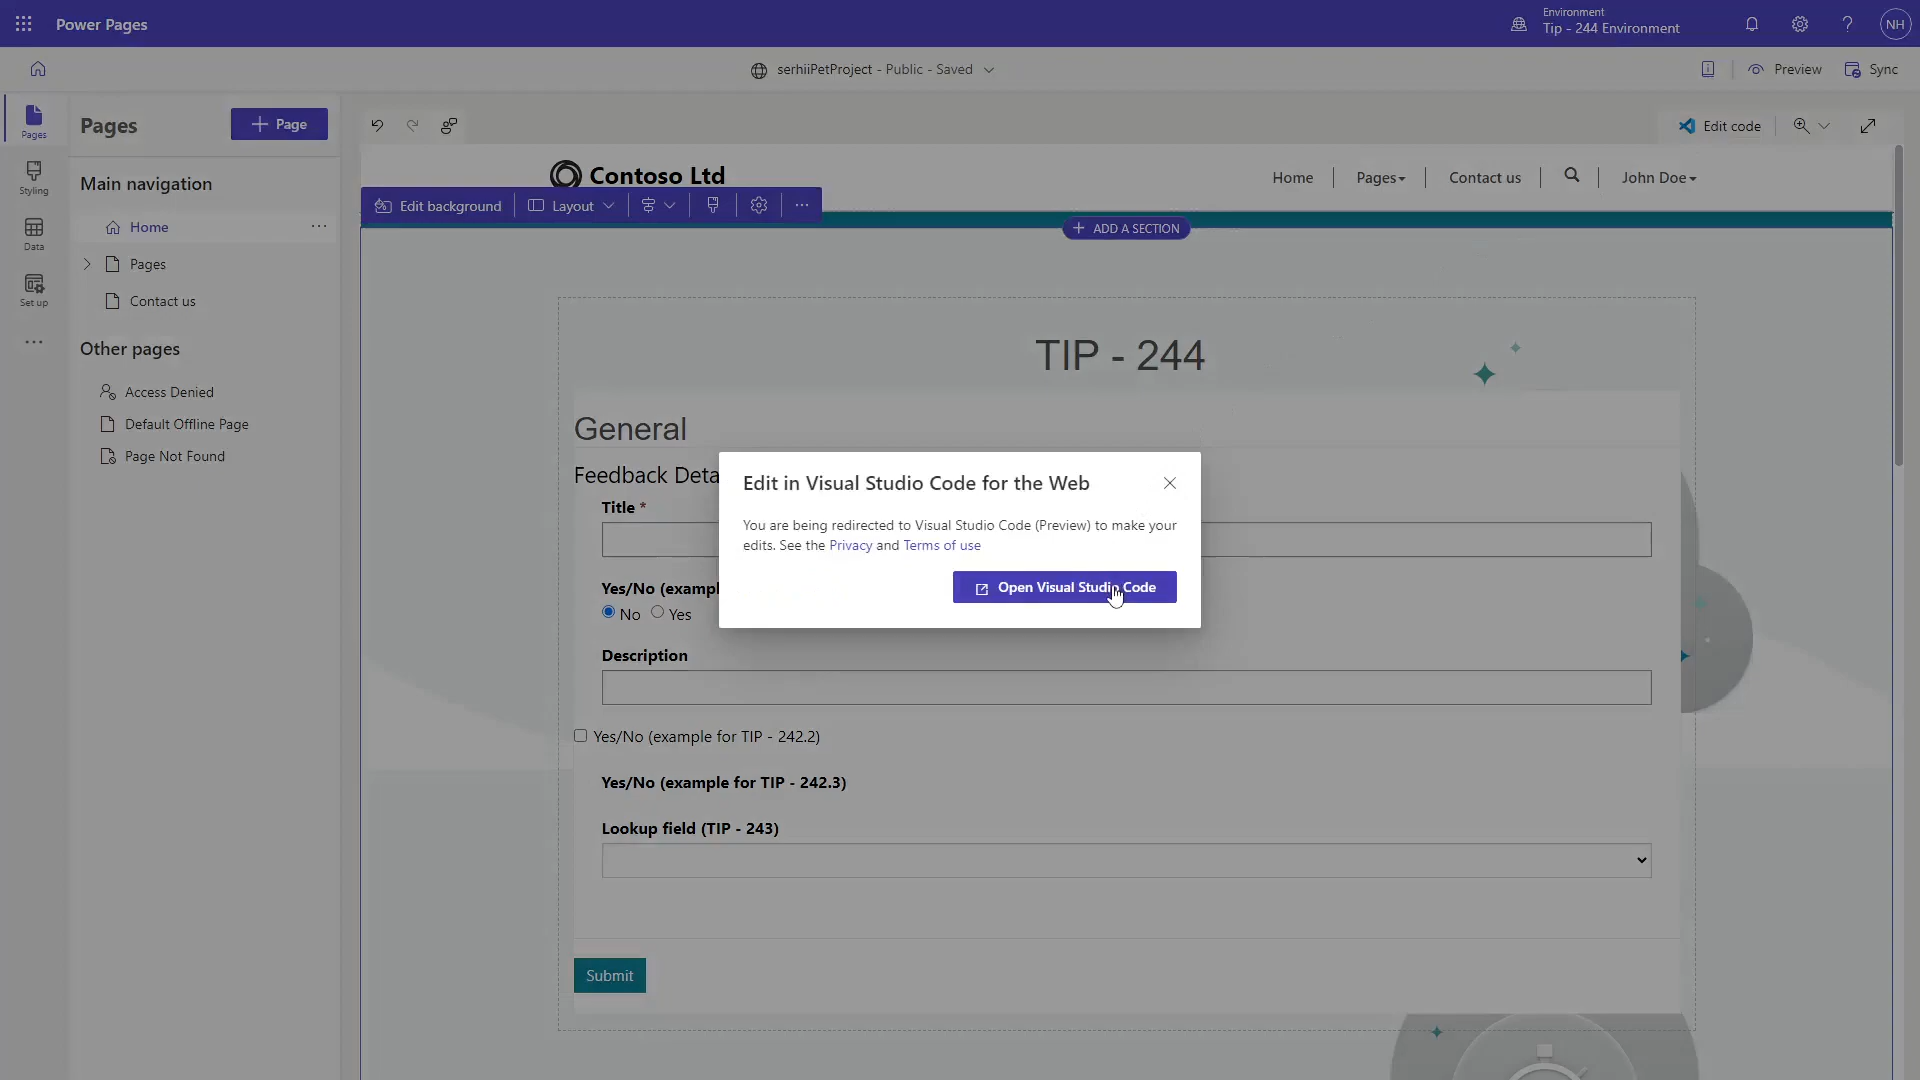 Power Pages
Environment
Tip - 244 Environment
NH
serhiiPetProject - Public - Saved
Preview
Sync
Pages
Styling
Data
Set up
Pages
Page
Main navigation
Home
Pages
Contact us
Other pages
Access Denied
Default Offline Page
Page Not Found
Edit code
Contoso Ltd
Home
Pages
Contact us
John Doe
Edit background
Layout
ADD A SECTION
TIP - 244
General
Feedback Deta
Title *
Yes/No (exampl
No Yes
Description
Yes/No (example for TIP - 242.2)
Yes/No (example for TIP - 242.3)
Lookup field (TIP - 243)
Submit
Edit in Visual Studio Code for the Web
You are being redirected to Visual Studio Code (Preview) to make your
edits. See the Privacy and Terms of use
Open Visual Studio Code